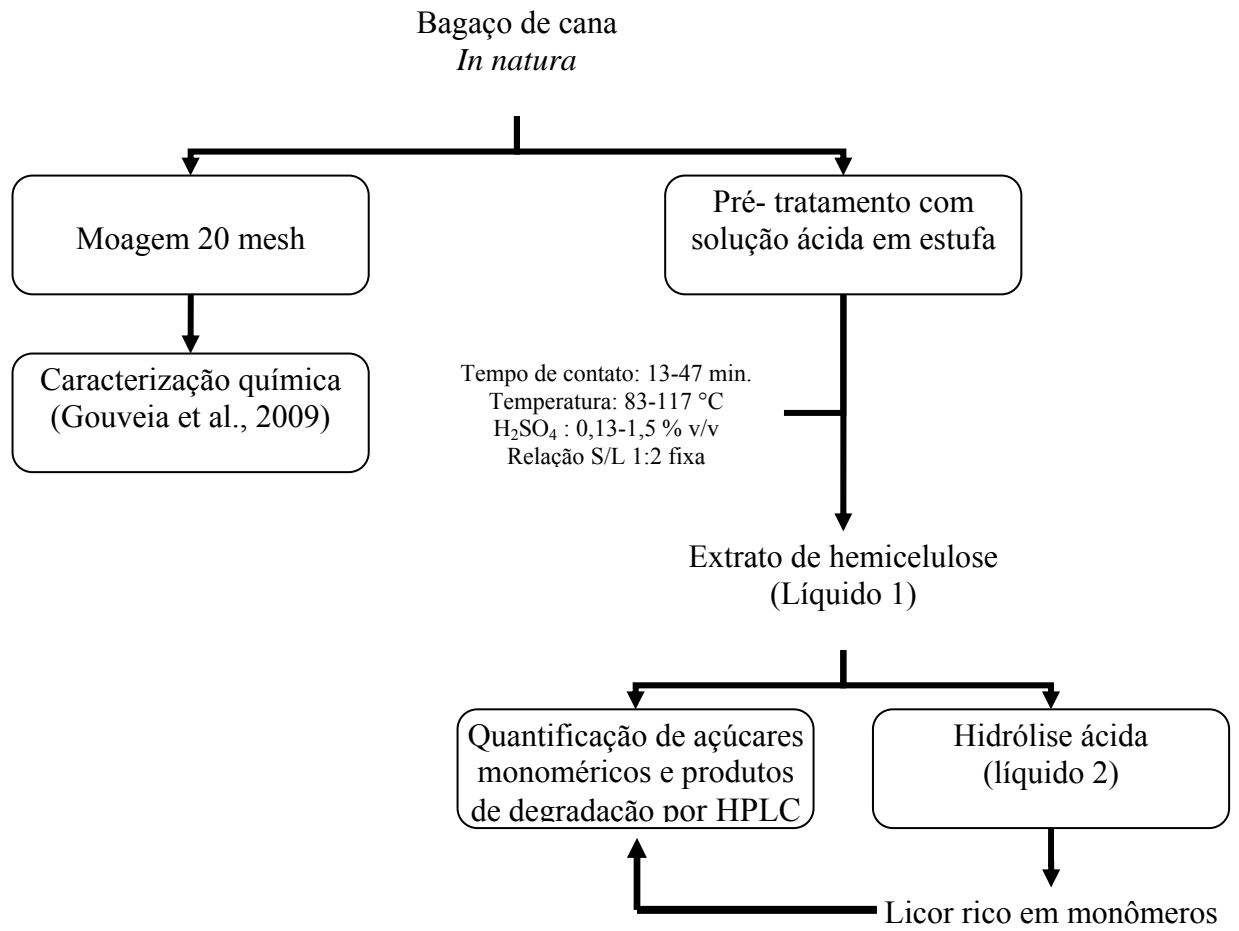 Bagaço de cana
In natura
Moagem 20 mesh
Pré- tratamento com
solução ácida em estufa
Caracterização química
(Gouveia et al., 2009)
Tempo de contato: 13-47 min.
Temperatura: 83-117 °C
H₂SO₄ : 0,13-1,5 % v/v
Relação S/L 1:2 fixa
Extrato de hemicelulose
(Líquido 1)
Quantificação de açúcares
monoméricos e produtos
de degradação por HPLC
Hidrólise ácida
(líquido 2)
Licor rico em monômeros